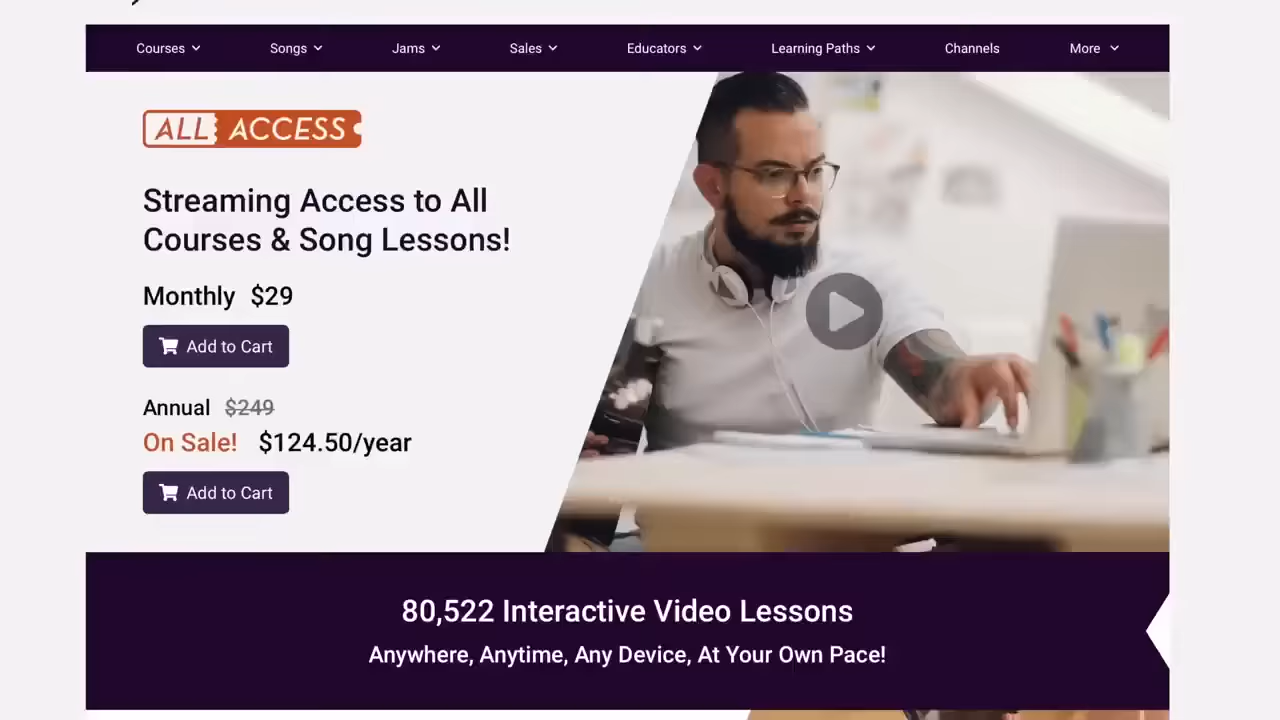 Courses Songs Jams Sales Educators Learning Paths Channels More
ALL ACCESS
Streaming Access to All
Courses & Song Lessons!
Monthly $29
Add to Cart
Annual $249
On Sale! $124.50/year
Add to Cart
80,522 Interactive Video Lessons
Anywhere, Anytime, Any Device, At Your Own Pace!